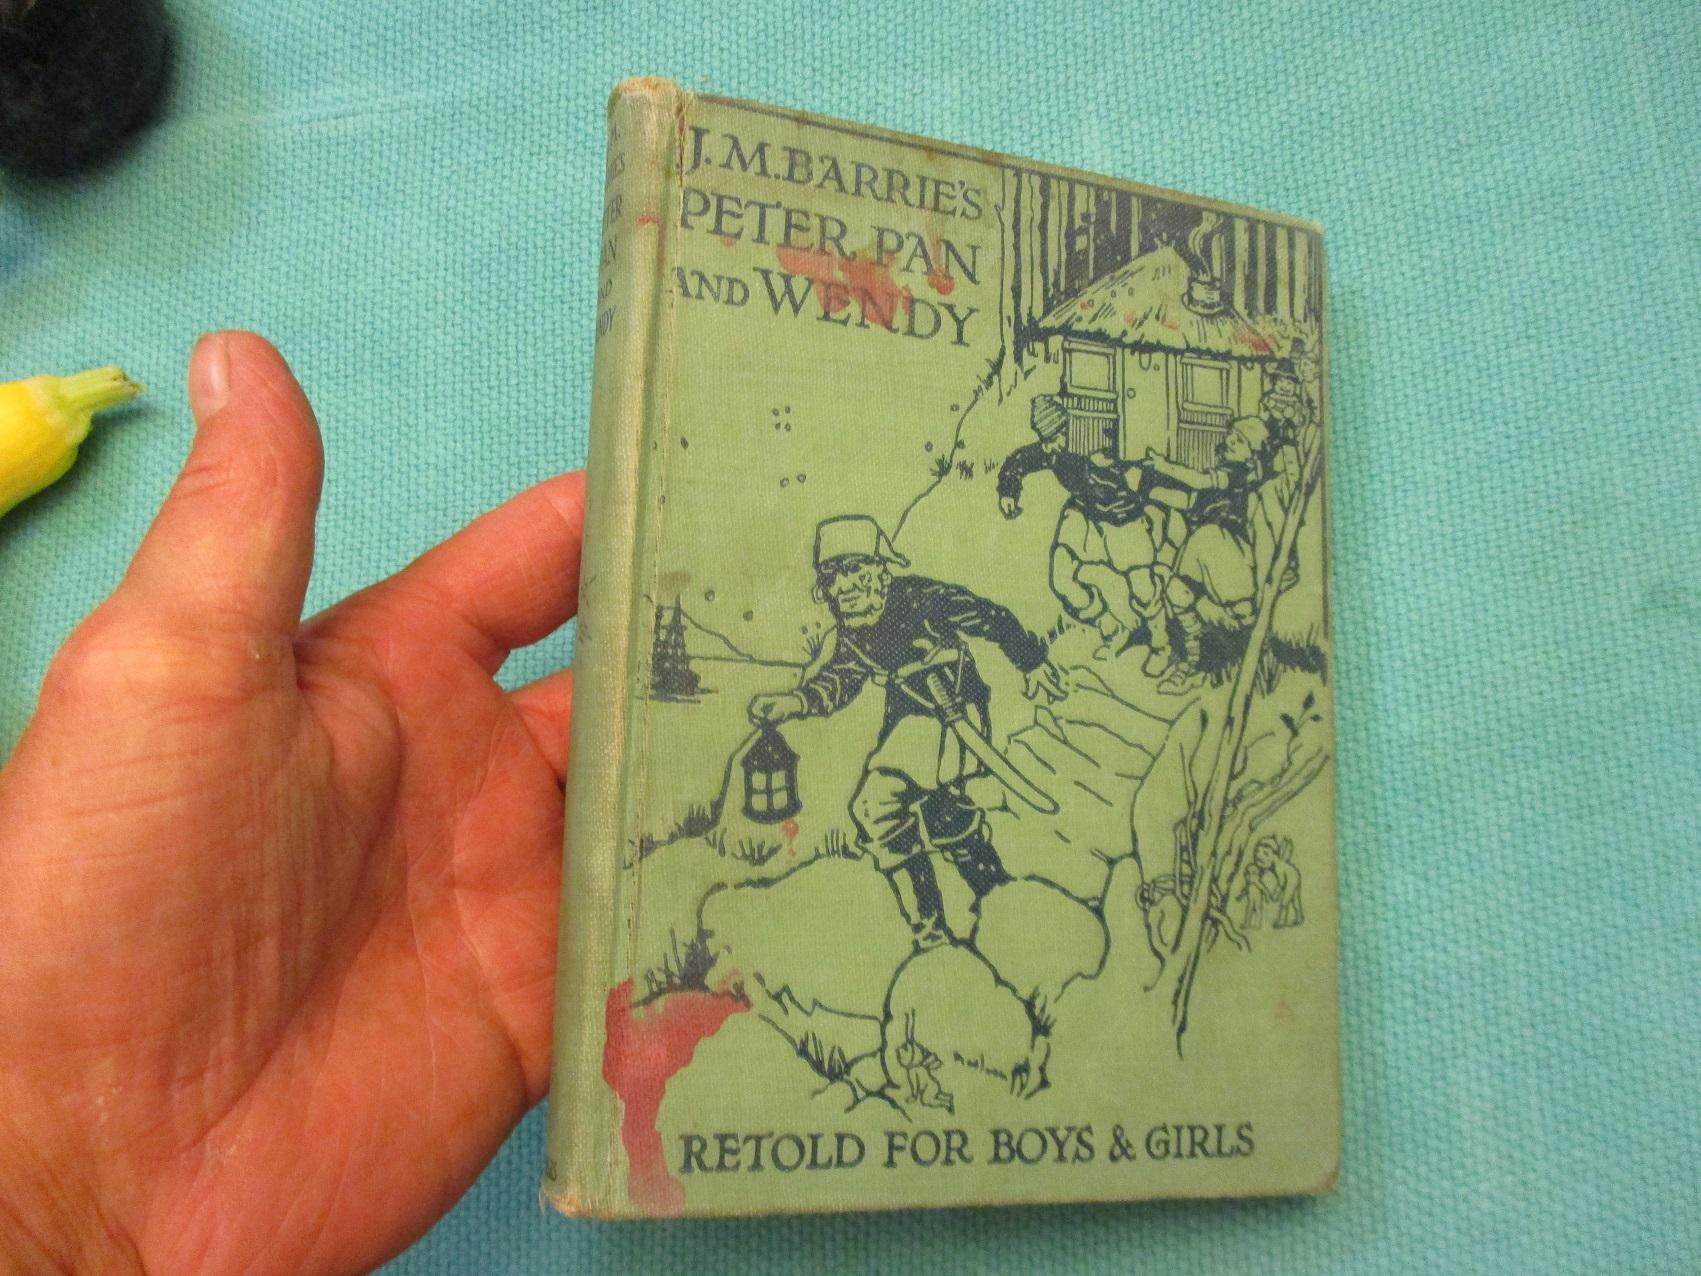 J.M.BARRIE'S
PETER PAN
AND WENDY
RETOLD FOR BOYS & GIRLS